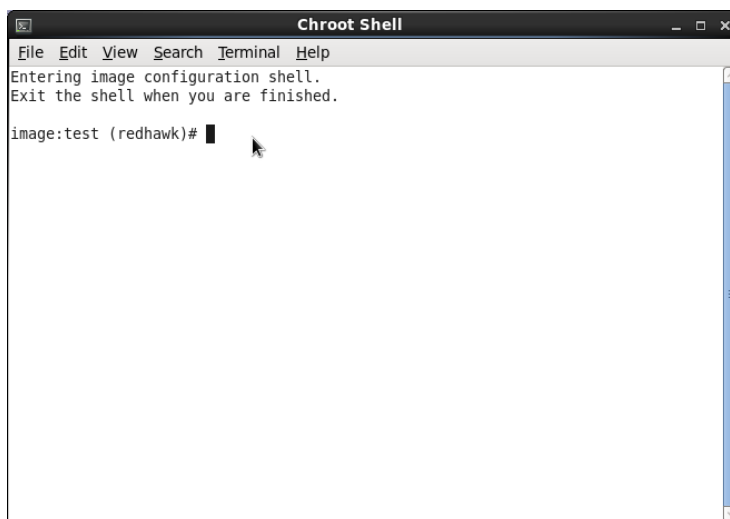 Chroot Shell
File Edit View Search Terminal Help
Entering image configuration shell.
Exit the shell when you are finished.
image:test (redhawk)#